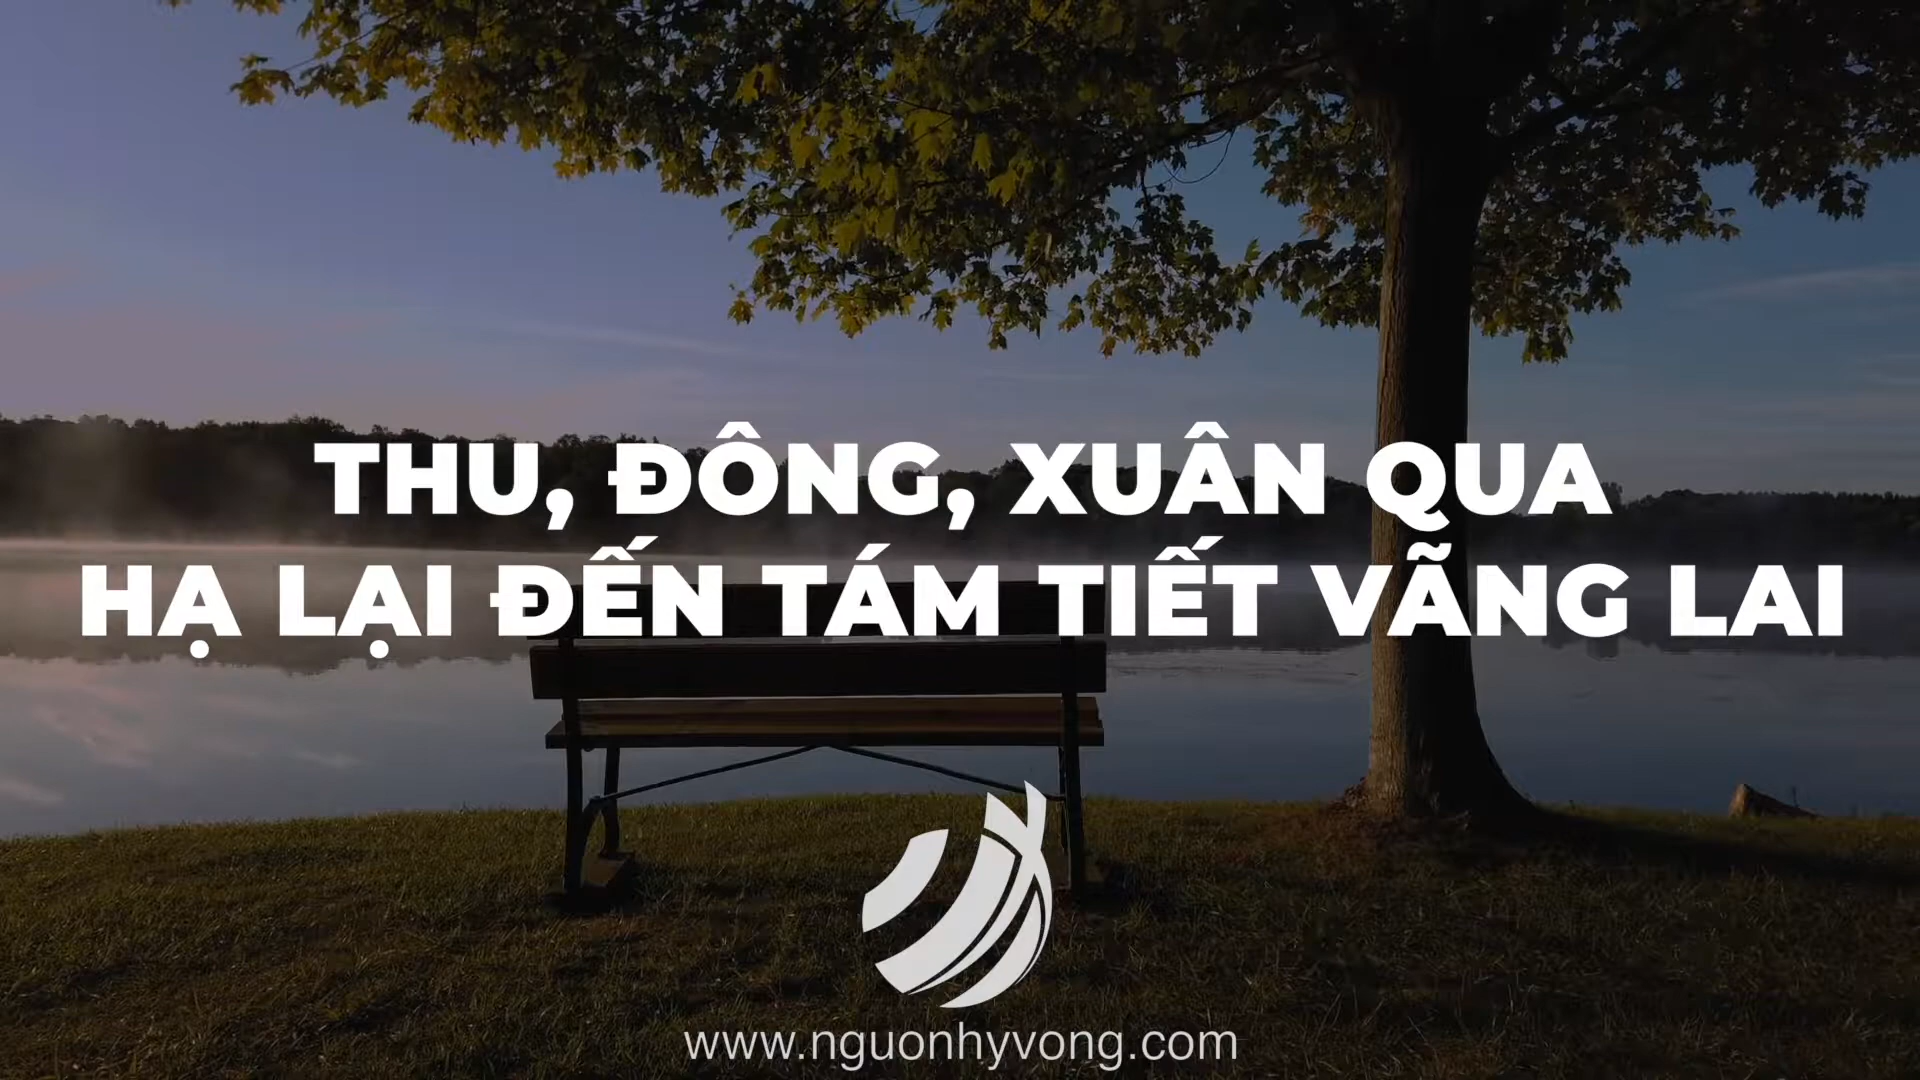 THU, ĐÔNG, XUÂN QUA
HẠ LẠI ĐẾN TÁM TIẾT VÃNG LAI
www.nguonhyvong.com